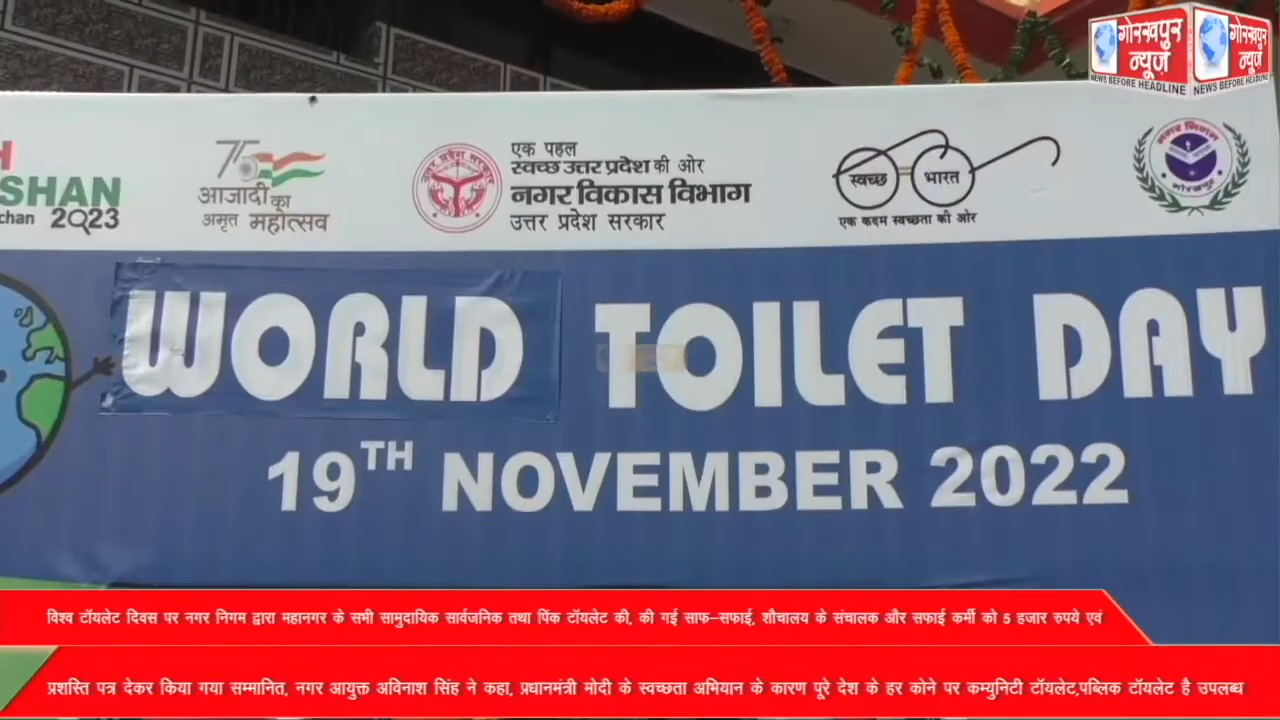 गोरखपुर गोरखपुर
न्यूज़ न्यूज़
NEWS BEFORE HEADLINE NEWS BEFORE HEADLINE
H
SHAN
chan 2023
75
आजादी का
अमृत महोत्सव
एक पहल
स्वच्छ उत्तर प्रदेश की ओर
नगर विकास विभाग
उत्तर प्रदेश सरकार
स्वच्छ भारत
एक कदम स्वच्छता की ओर
नगर निगम
गोरखपुर
WORLD TOILET DAY
19TH NOVEMBER 2022
विश्व टॉयलेट दिवस पर नगर निगम द्वारा महानगर के सभी सामुदायिक सार्वजनिक तथा पिंक टॉयलेट की, की गई साफ–सफाई, शौचालय के संचालक और सफाई कर्मी को 5 हजार रुपये एवं
प्रशस्ति पत्र देकर किया गया सम्मानित, नगर आयुक्त अविनाश सिंह ने कहा, प्रधानमंत्री मोदी के स्वच्छता अभियान के कारण पूरे देश के हर कोने पर कम्युनिटी टॉयलेट,पब्लिक टॉयलेट है उपलब्ध